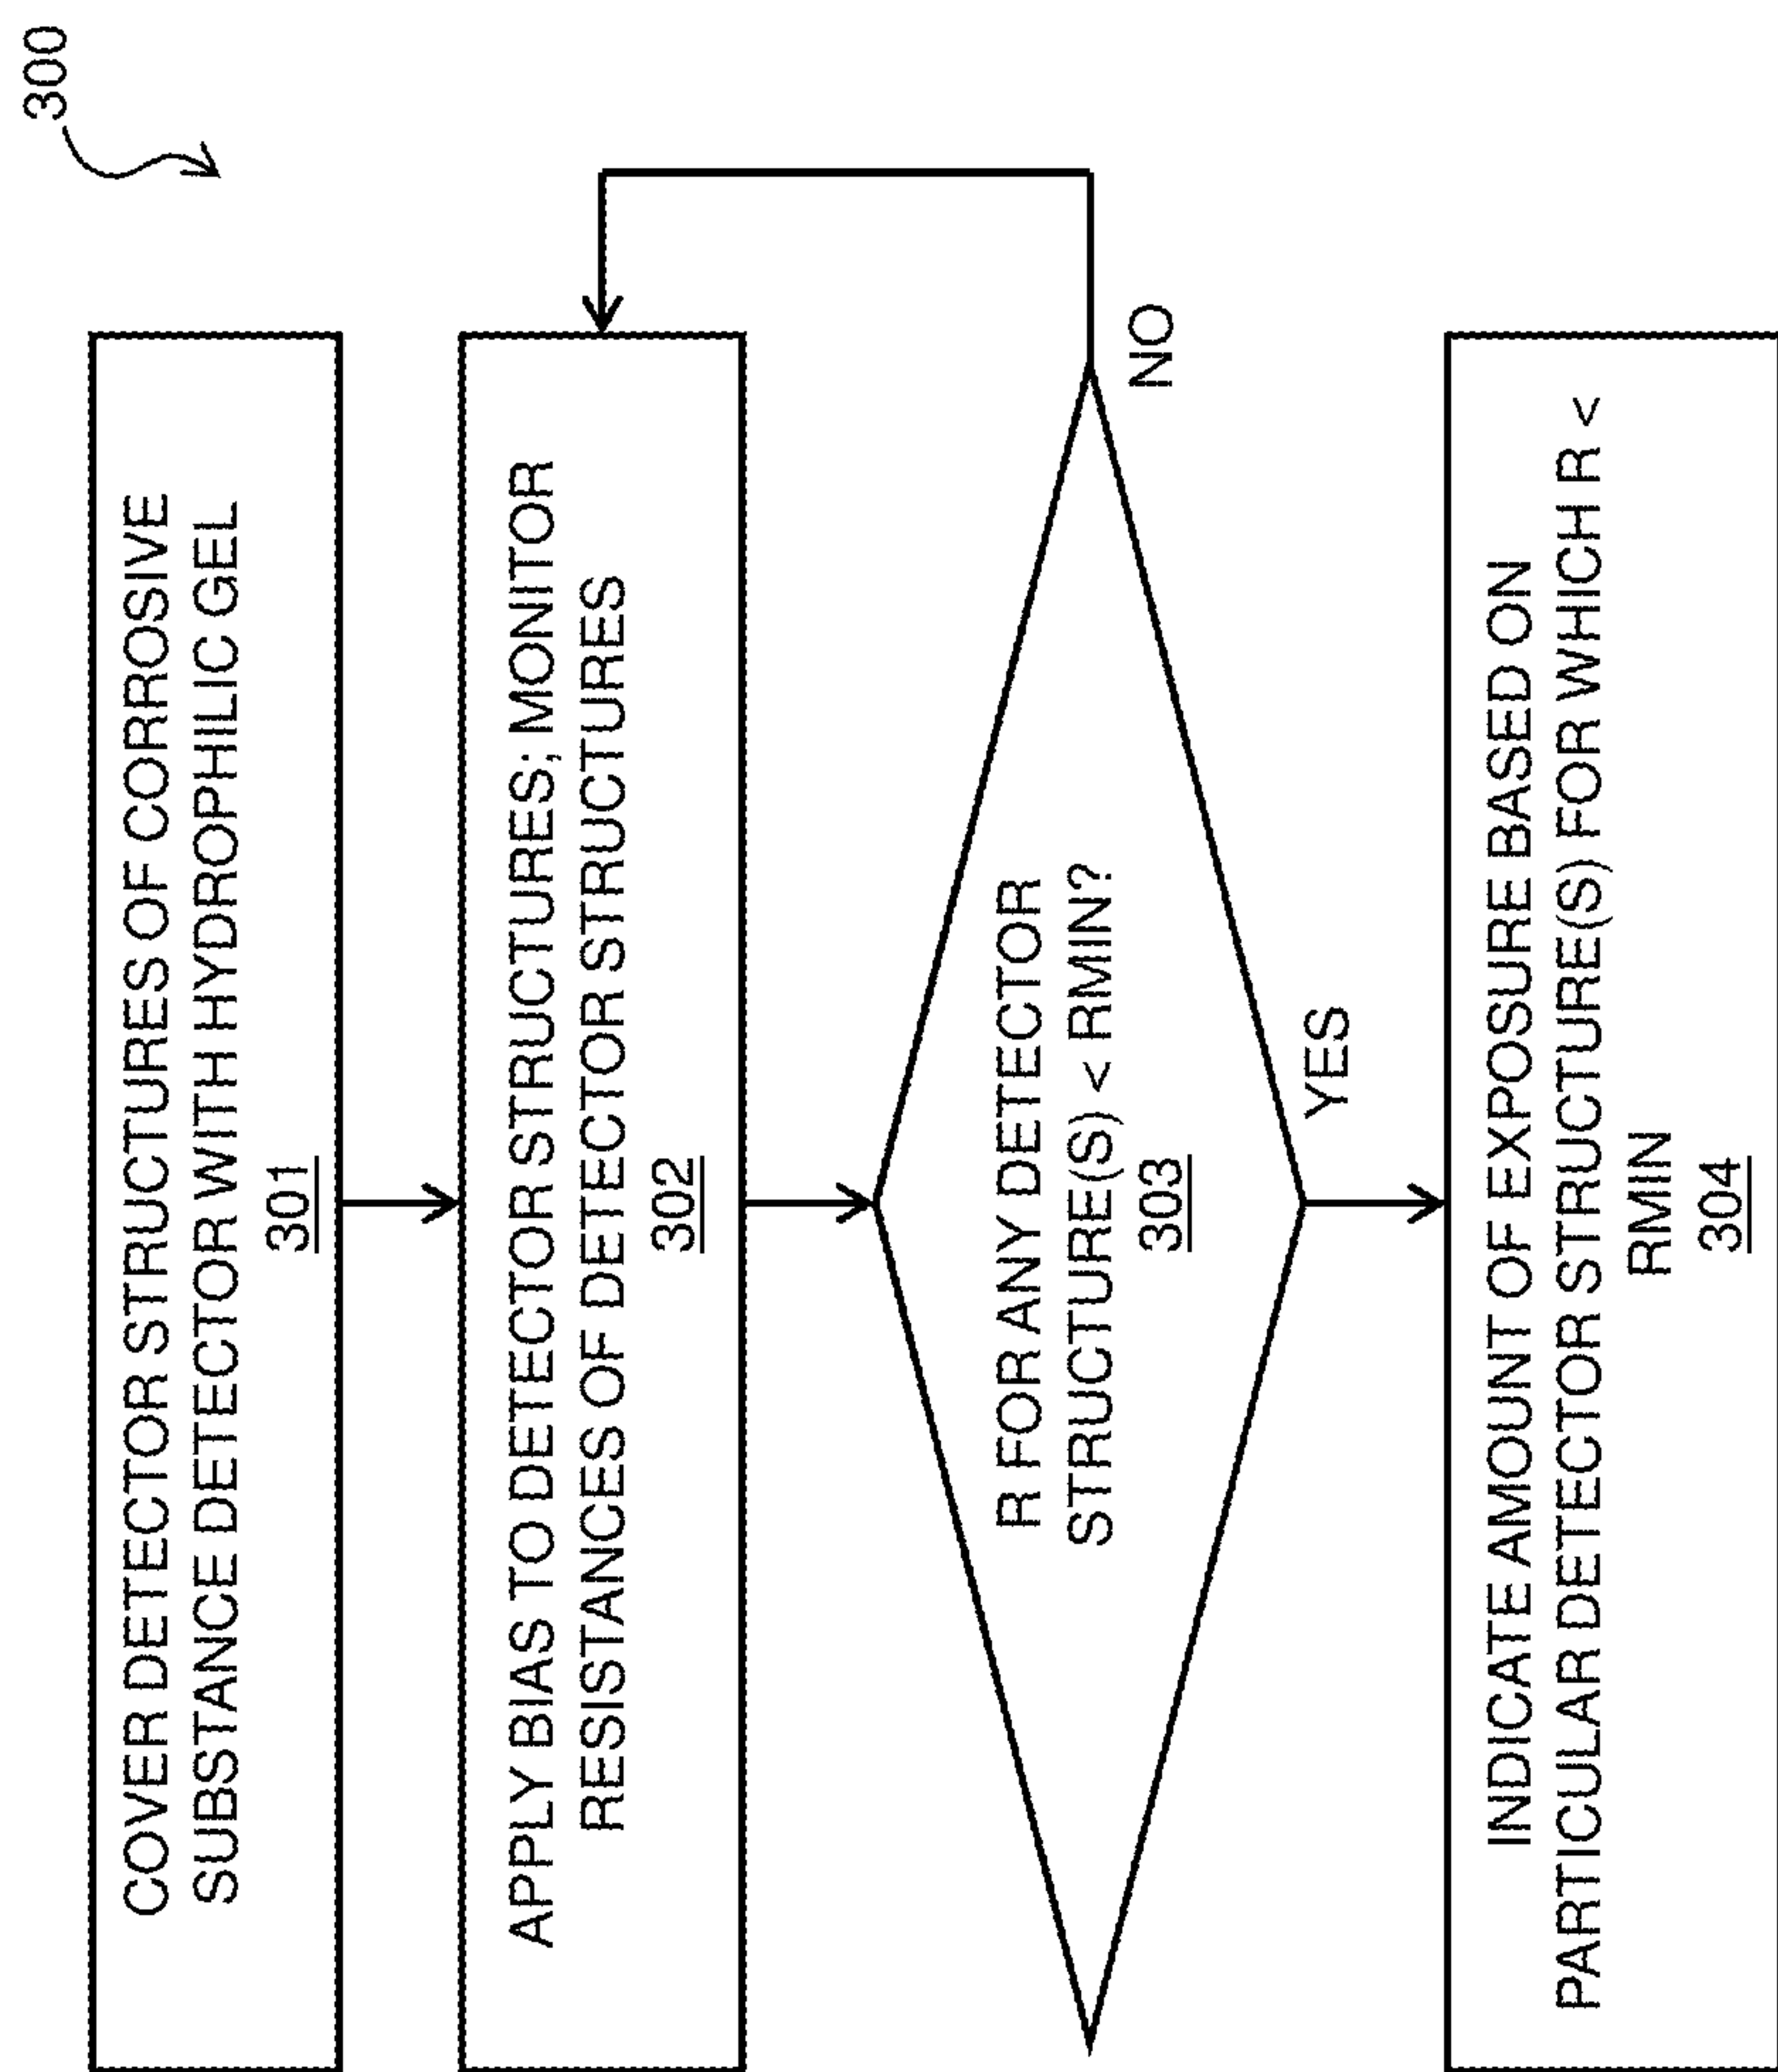 300
COVER DETECTOR STRUCTURES OF CORROSIVE
SUBSTANCE DETECTOR WITH HYDROPHILIC GEL
301
APPLY BIAS TO DETECTOR STRUCTURES; MONITOR
RESISTANCES OF DETECTOR STRUCTURES
302
R FOR ANY DETECTOR
STRUCTURE(S) < RMIN?
303
NO
YES
INDICATE AMOUNT OF EXPOSURE BASED ON
PARTICULAR DETECTOR STRUCTURE(S) FOR WHICH R <
RMIN
304